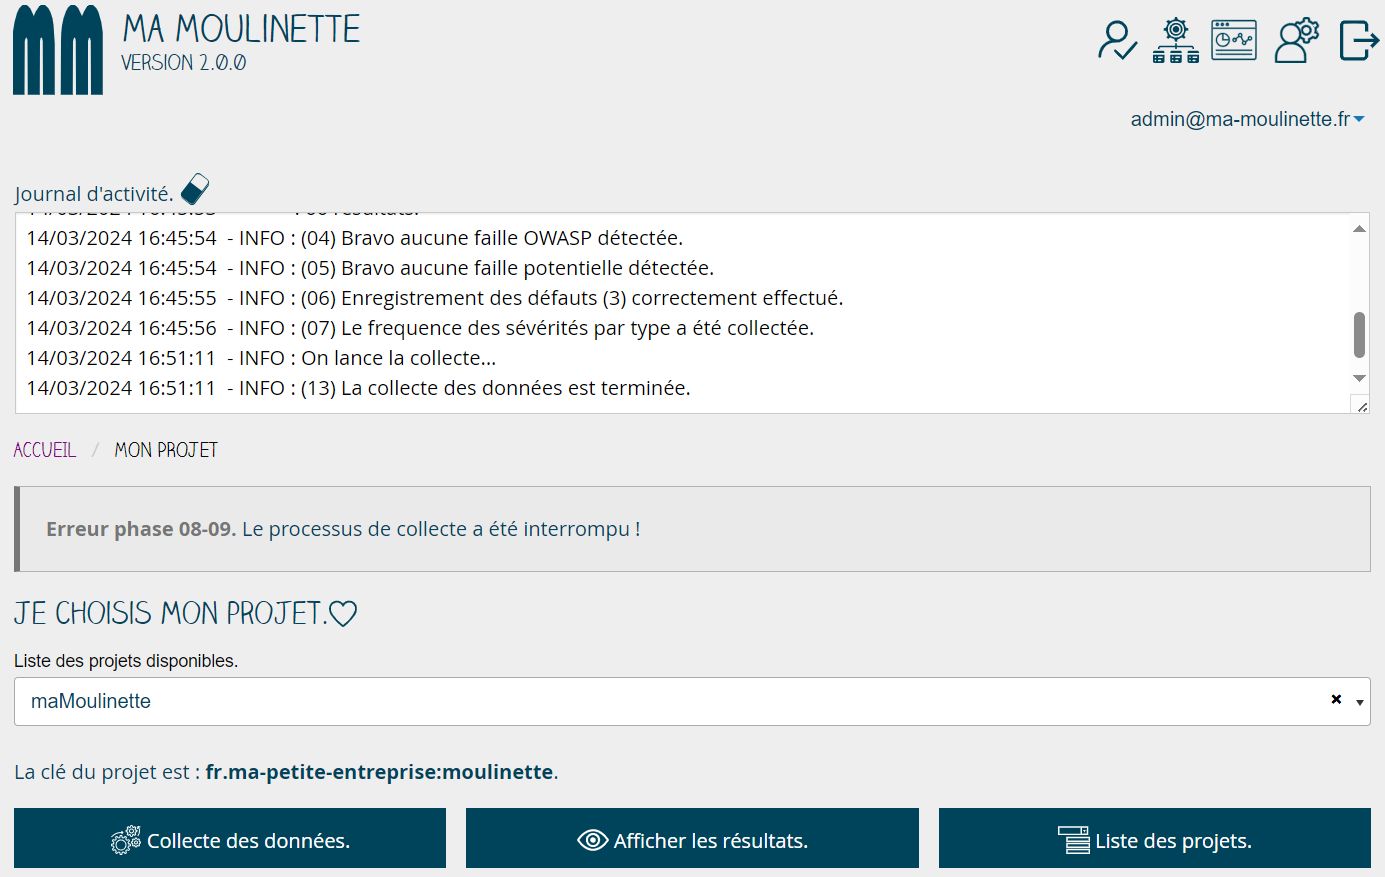 MA MOULINETTE
VERSION 2.0.0
admin@ma-moulinette.fr
Journal d'activité.
14/03/2024 16:45:54 - INFO : (04) Bravo aucune faille OWASP détectée.
14/03/2024 16:45:54 - INFO : (05) Bravo aucune faille potentielle détectée.
14/03/2024 16:45:55 - INFO : (06) Enregistrement des défauts (3) correctement effectué.
14/03/2024 16:45:56 - INFO : (07) Le frequence des sévérités par type a été collectée.
14/03/2024 16:51:11 - INFO : On lance la collecte...
14/03/2024 16:51:11 - INFO : (13) La collecte des données est terminée.
ACCUEIL / MON PROJET
Erreur phase 08-09. Le processus de collecte a été interrompu !
JE CHOISIS MON PROJET.
Liste des projets disponibles.
maMoulinette
La clé du projet est : fr.ma-petite-entreprise:moulinette.
Collecte des données.
Afficher les résultats.
Liste des projets.